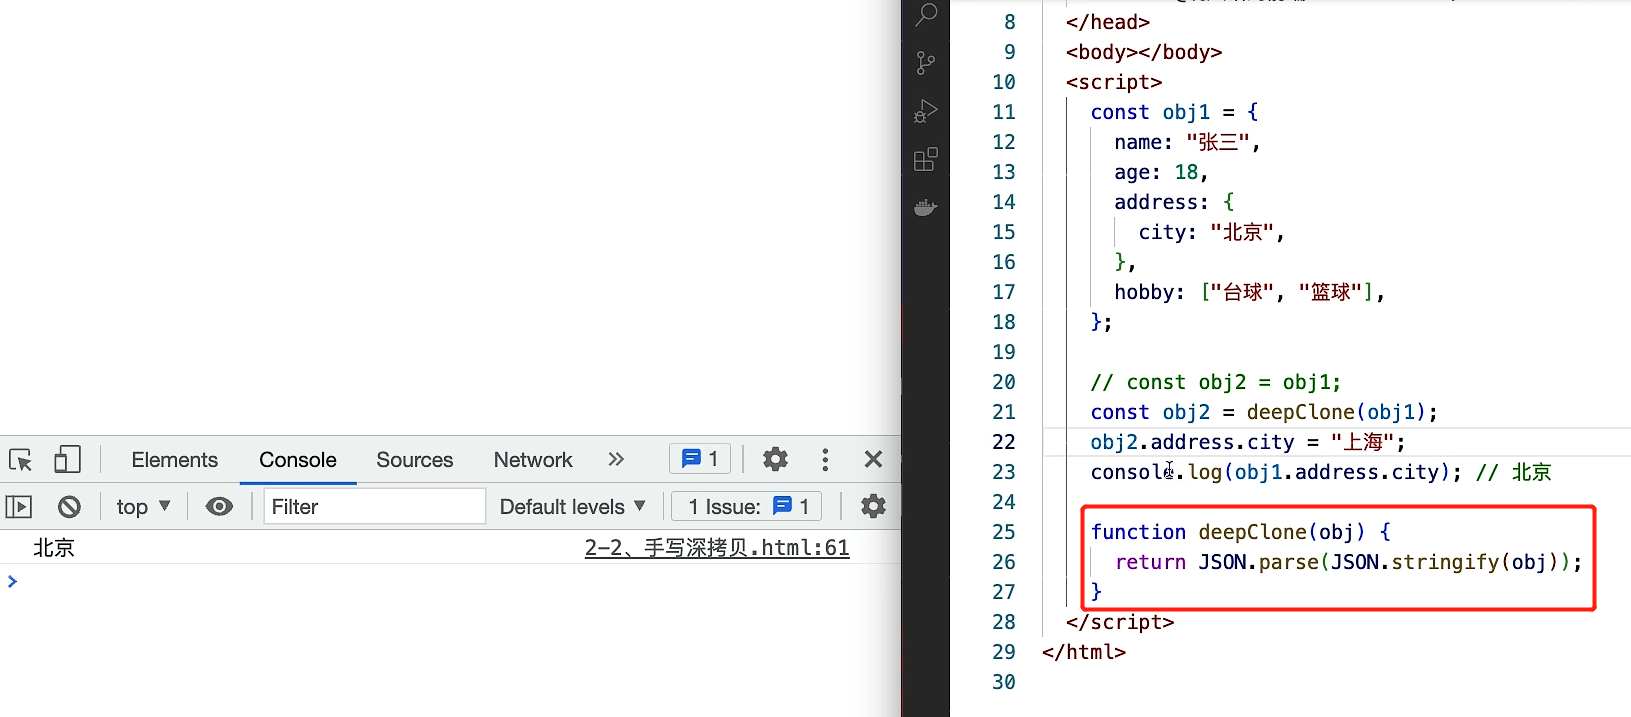 Elements Console Sources Network 1
top Filter Default levels 1 Issue: 1
北京 2-2、手写深拷贝.html:61
>
8 </head>
9 <body></body>
10 <script>
11 const obj1 = {
12 name: "张三",
13 age: 18,
14 address: {
15 city: "北京",
16 },
17 hobby: ["台球", "篮球"],
18 };
19
20 // const obj2 = obj1;
21 const obj2 = deepClone(obj1);
22 obj2.address.city = "上海";
23 console.log(obj1.address.city); // 北京
24
25 function deepClone(obj) {
26 return JSON.parse(JSON.stringify(obj));
27 }
28 </script>
29 </html>
30